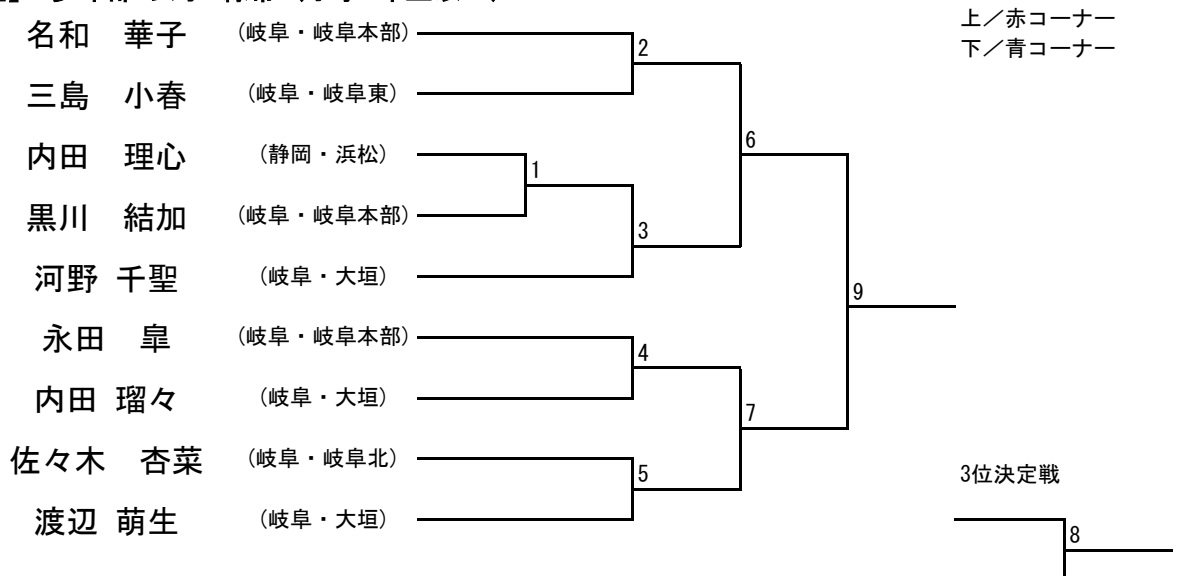 上／赤コーナー
下／青コーナー
名和　華子　（岐阜・岐阜本部）
2
三島　小春　（岐阜・岐阜東）
6
内田　理心　（静岡・浜松）
1
黒川　結加　（岐阜・岐阜本部）
3
河野 千聖　（岐阜・大垣）
9
永田　皐　（岐阜・岐阜本部）
4
内田 瑠々　（岐阜・大垣）
7
佐々木　杏菜　（岐阜・岐阜北）
5
3位決定戦
渡辺 萌生　（岐阜・大垣）
8